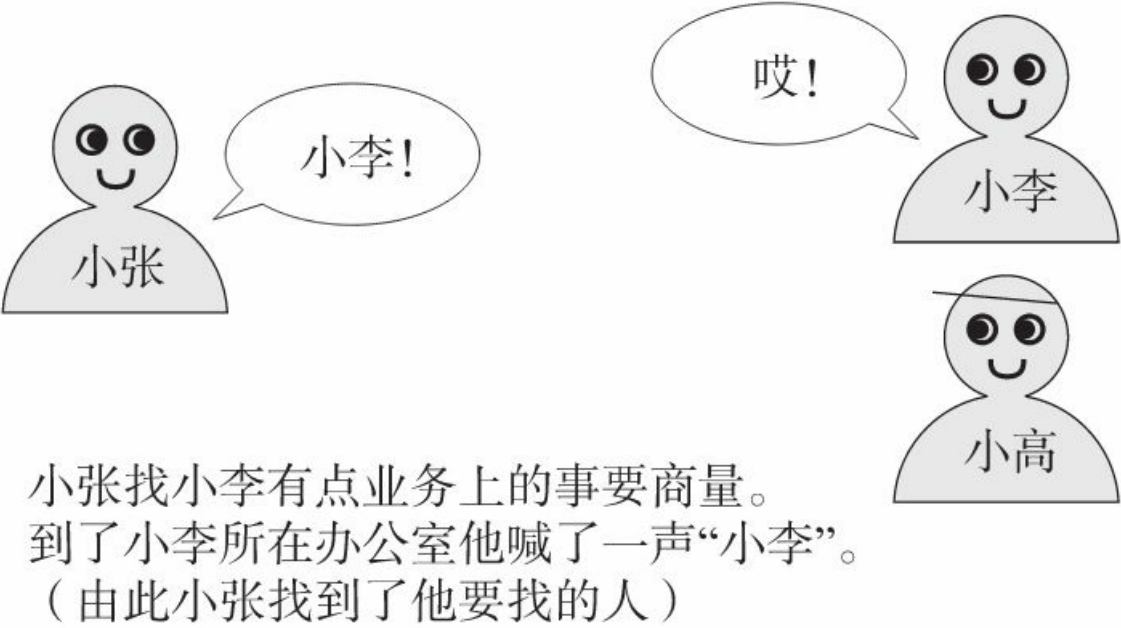 小李!
哎!
小张
小李
小高
小张找小李有点业务上的事要商量。
到了小李所在办公室他喊了一声“小李”。
（由此小张找到了他要找的人）